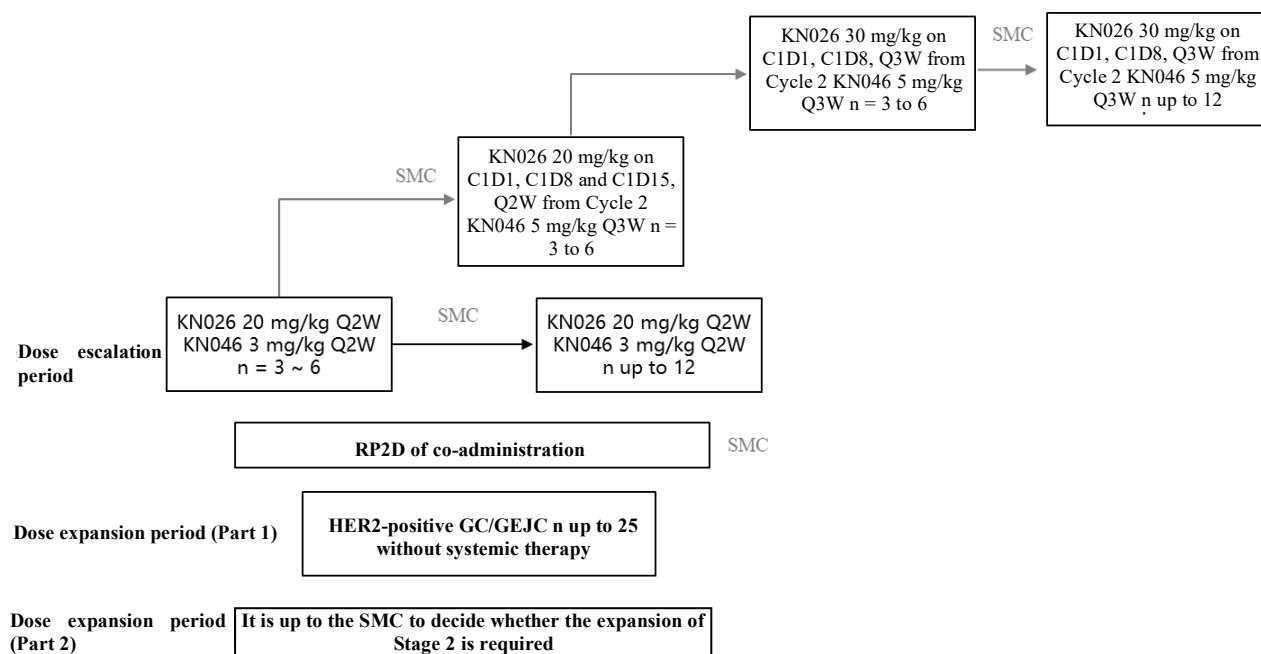 KN026 30 mg/kg on
C1D1, C1D8, Q3W from
Cycle 2 KN046 5 mg/kg
Q3W n = 3 to 6
SMC
KN026 30 mg/kg on
C1D1, C1D8, Q3W from
Cycle 2 KN046 5 mg/kg
Q3W n up to 12
.
SMC
KN026 20 mg/kg on
C1D1, C1D8 and C1D15,
Q2W from Cycle 2
KN046 5 mg/kg Q3W n =
3 to 6
Dose escalation
period
KN026 20 mg/kg Q2W
KN046 3 mg/kg Q2W
n = 3 ~ 6
SMC
KN026 20 mg/kg Q2W
KN046 3 mg/kg Q2W
n up to 12
RP2D of co-administration
SMC
Dose expansion period (Part 1)
HER2-positive GC/GEJC n up to 25
without systemic therapy
Dose expansion period
(Part 2)
It is up to the SMC to decide whether the expansion of
Stage 2 is required